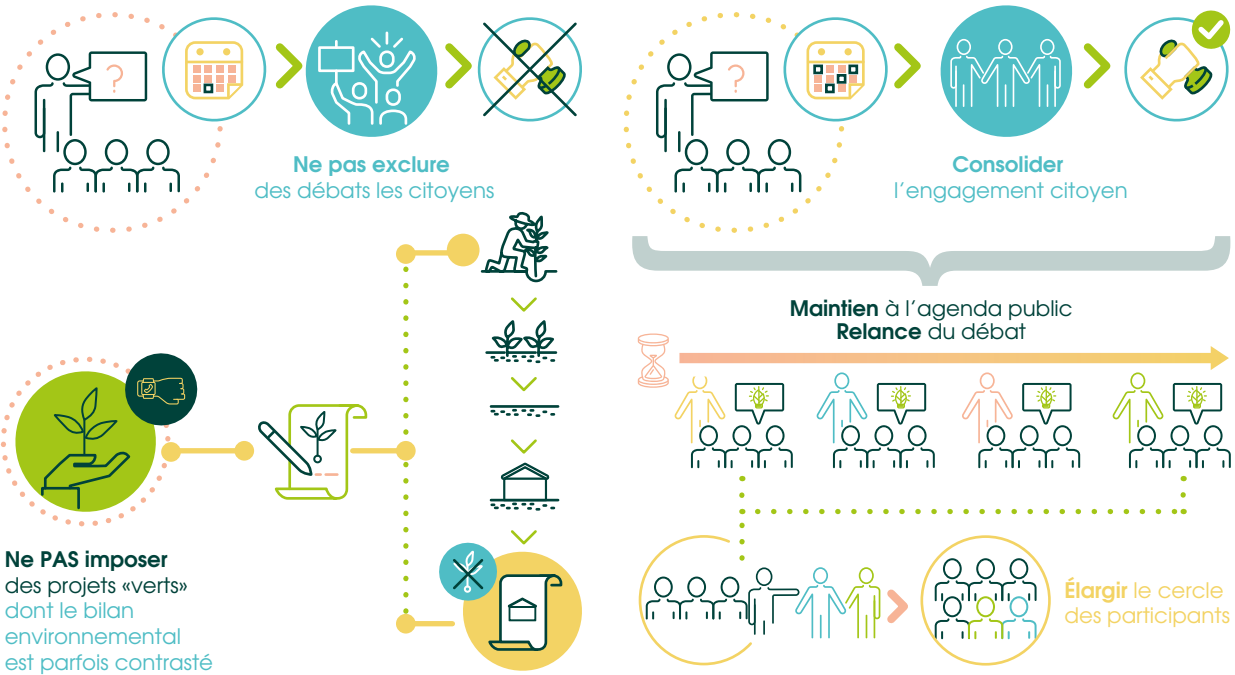 ?
Ne pas exclure
des débats les citoyens
Ne PAS imposer
des projets «verts»
dont le bilan
environnemental
est parfois contrasté
?
Consolider
l’engagement citoyen
Maintien à l’agenda public
Relance du débat
Élargir le cercle
des participants